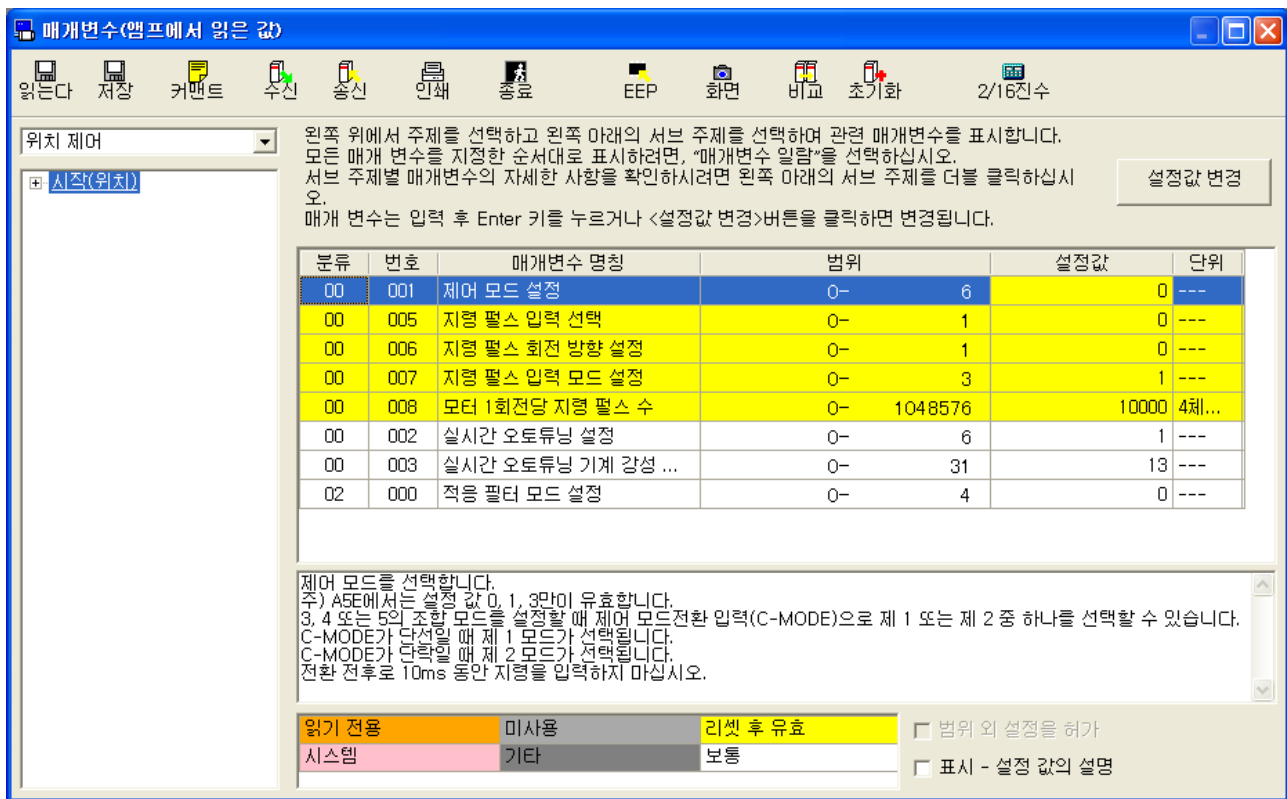 매개변수(앰프에서 읽은 값)
읽는다 저장 커맨트 수신 송신 인쇄 종료 EEP 화면 비교 초기화 2/16진수
위치 제어
시작(위치)
왼쪽 위에서 주제를 선택하고 왼쪽 아래의 서브 주제를 선택하여 관련 매개변수를 표시합니다.
모든 매개 변수를 지정한 순서대로 표시하려면, “매개변수 일람”을 선택하십시오.
서브 주제별 매개변수의 자세한 사항을 확인하시려면 왼쪽 아래의 서브 주제를 더블 클릭하십시
오.
매개 변수는 입력 후 Enter 키를 누르거나 <설정값 변경>버튼을 클릭하면 변경됩니다.
설정값 변경
분류 번호 매개변수 명칭 범위 설정값 단위
00 001 제어 모드 설정 0- 6 0 ---
00 005 지령 펄스 입력 선택 0- 1 0 ---
00 006 지령 펄스 회전 방향 설정 0- 1 0 ---
00 007 지령 펄스 입력 모드 설정 0- 3 1 ---
00 008 모터 1회전당 지령 펄스 수 0- 1048576 10000 4체...
00 002 실시간 오토튜닝 설정 0- 6 1 ---
00 003 실시간 오토튜닝 기계 강성 ... 0- 31 13 ---
02 000 적응 필터 모드 설정 0- 4 0 ---
제어 모드를 선택합니다.
주) A5E에서는 설정 값 0, 1, 3만이 유효합니다.
3, 4 또는 5의 조합 모드를 설정할 때 제어 모드전환 입력(C-MODE)으로 제 1 또는 제 2 중 하나를 선택할 수 있습니다.
C-MODE가 단선일 때 제 1 모드가 선택됩니다.
C-MODE가 단락일 때 제 2 모드가 선택됩니다.
전환 전후로 10ms 동안 지령을 입력하지 마십시오.
읽기 전용 미사용 리셋 후 유효
시스템 기타 보통
범위 외 설정을 허가
표시 - 설정 값의 설명